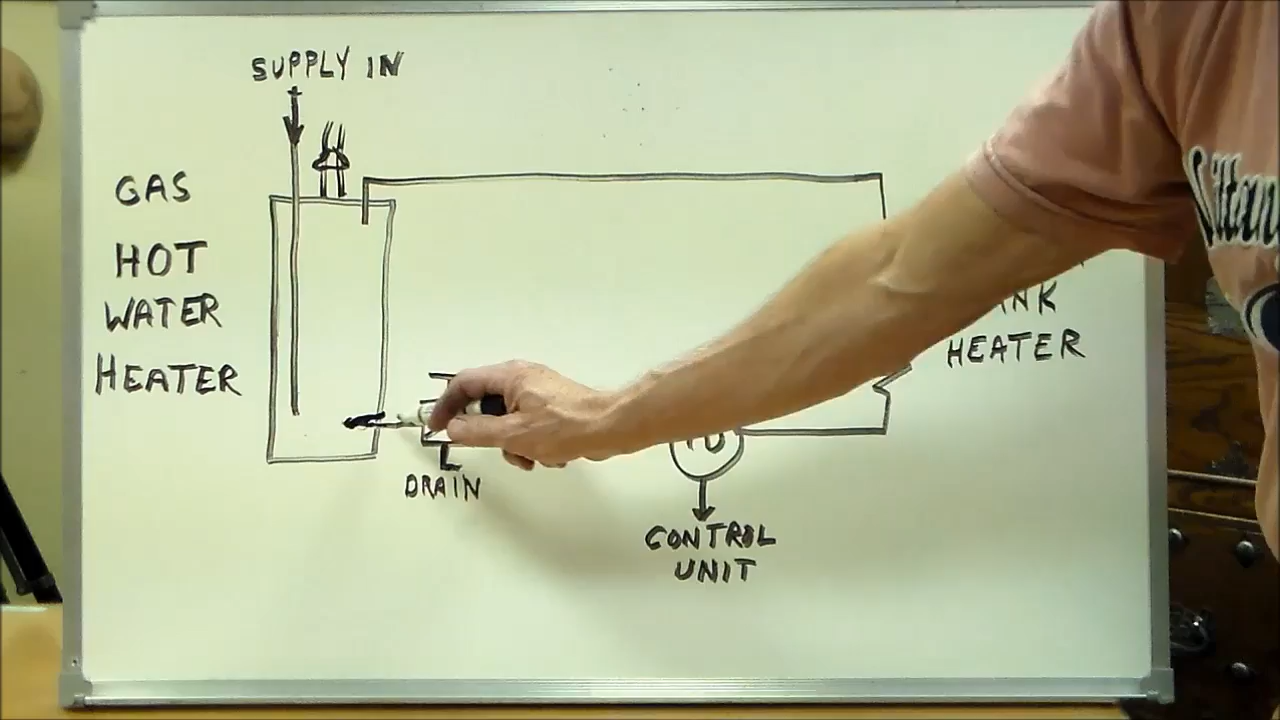 SUPPLY IN
GAS
HOT
WATER
HEATER
HEATER
DRAIN
CONTROL
UNIT